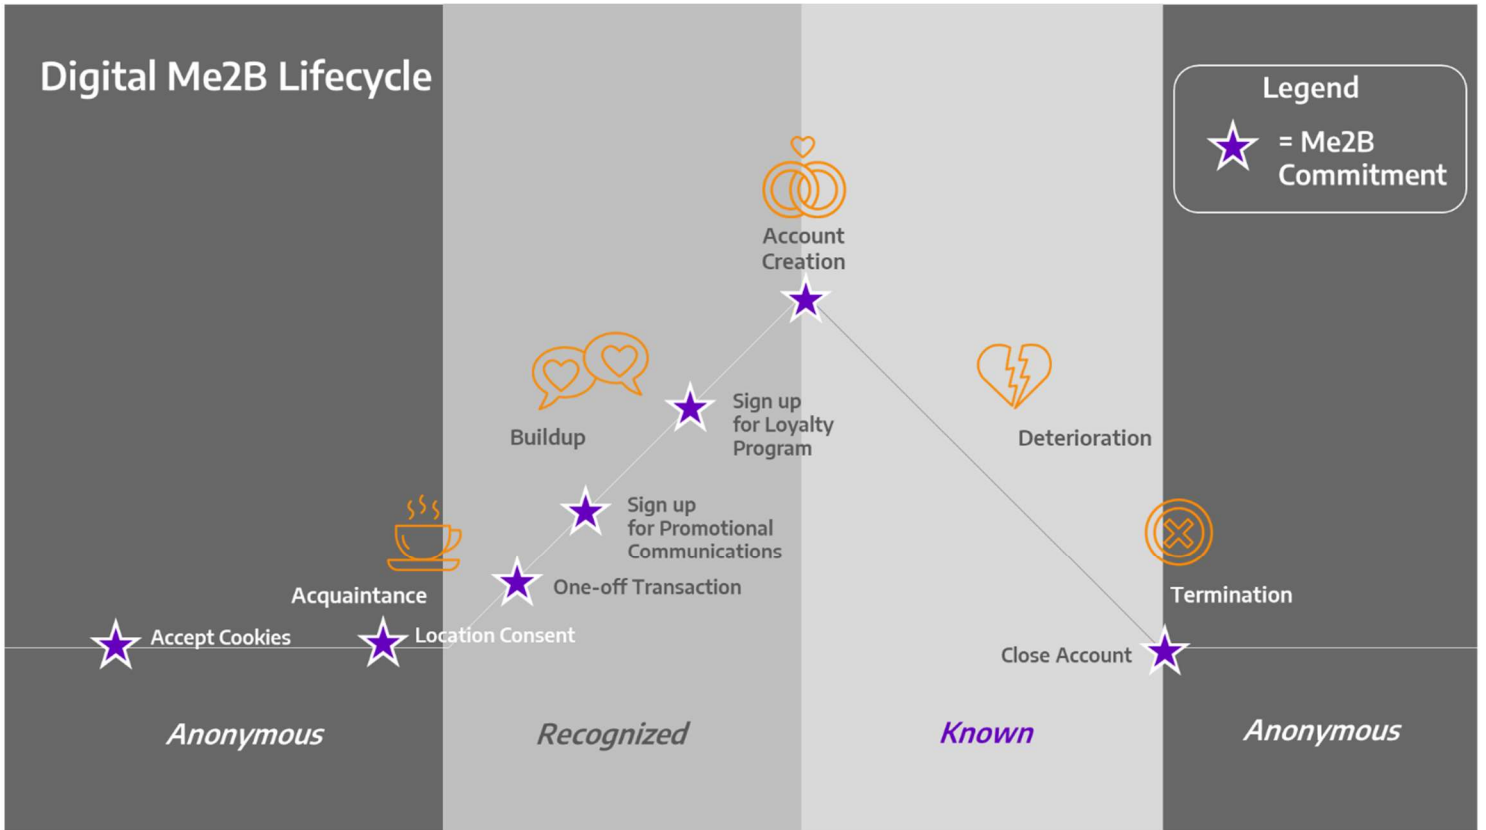 Digital Me2B Lifecycle
Legend
= Me2B
Commitment
Account
Creation
Buildup
Sign up
for Loyalty
Program
Deterioration
Sign up
for Promotional
Communications
One-off Transaction
Acquaintance
Termination
Accept Cookies
Location Consent
Close Account
Anonymous
Recognized
Known
Anonymous